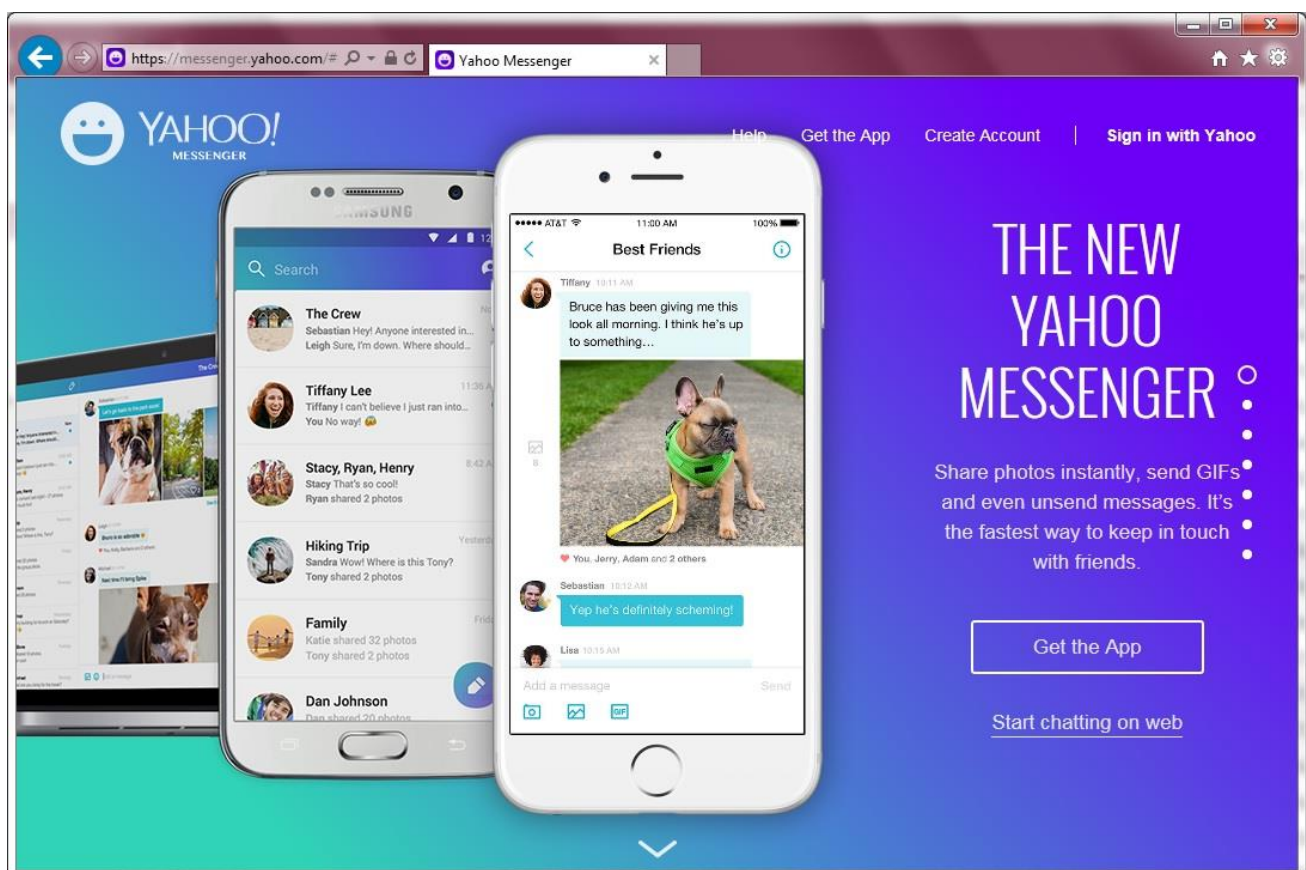 https://messenger.yahoo.com/#
Yahoo Messenger
YAHOO!
MESSENGER
Help
Get the App
Create Account
Sign in with Yahoo
SAMSUNG
12
Search
The Crew
Sebastian Hey! Anyone interested in...
Leigh Sure, I'm down. Where should...
Tiffany Lee
11:36 A
Tiffany I can't believe I just ran into...
You No way!
Stacy, Ryan, Henry
8:42 A
Stacy That's so cool!
Ryan shared 2 photos
Hiking Trip
Yesterd
Sandra Wow! Where is this Tony?
Tony shared 2 photos
Family
Frid
Katie shared 32 photos
Tony shared 2 photos
Dan Johnson
Dan shared 20 photos
AT&T
11:00 AM
100%
Best Friends
Tiffany 10:11 AM
Bruce has been giving me this
look all morning. I think he's up
to something…
8
You, Jerry, Adam and 2 others
Sebastian 10:12 AM
Yep he's definitely scheming!
Lisa 10:15 AM
Add a message
Send
GIF
THE NEW
YAHOO
MESSENGER
Share photos instantly, send GIFs
and even unsend messages. It's
the fastest way to keep in touch
with friends.
Get the App
Start chatting on web